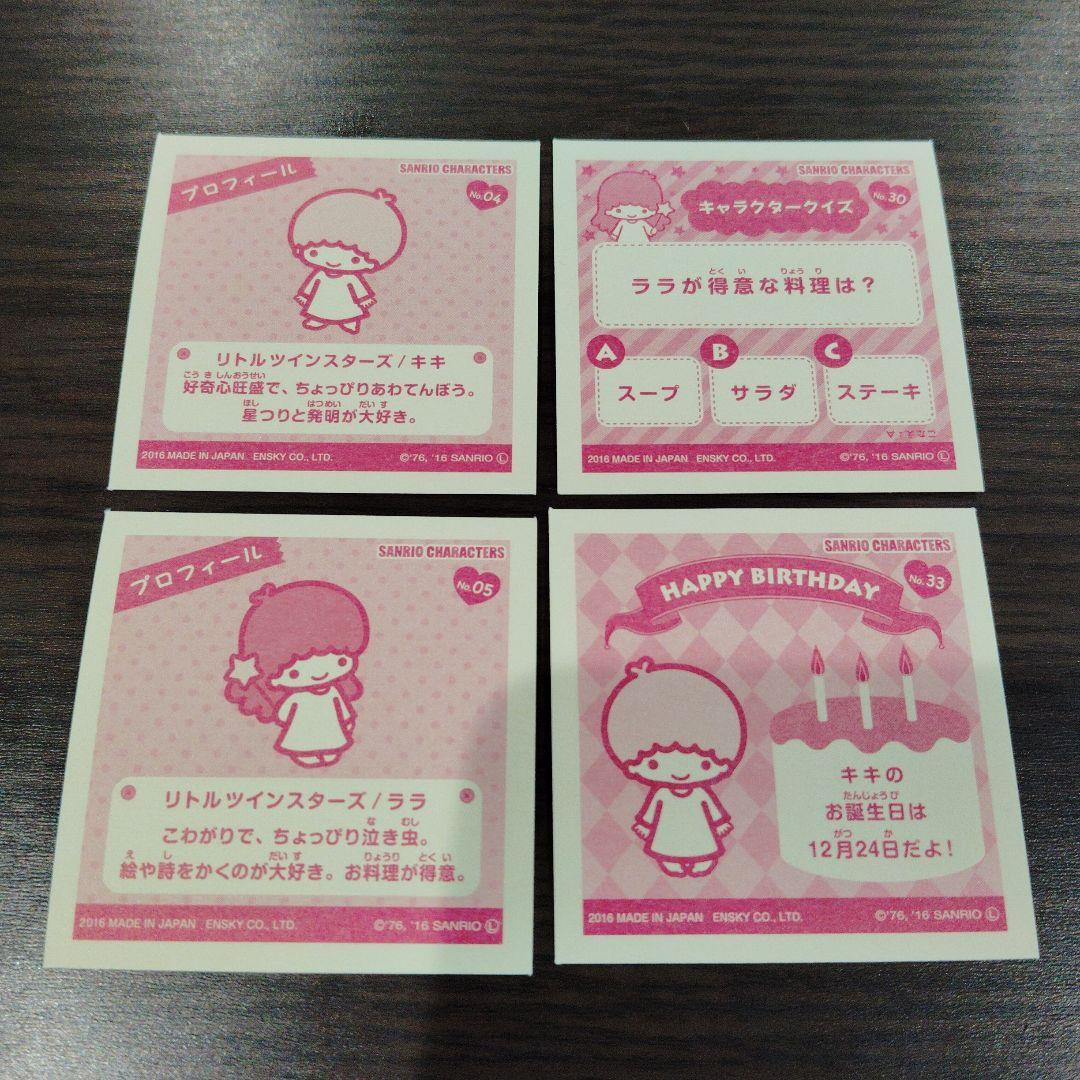 プロフィール
SANRIO CHARACTERS
No.04
リトルツインスターズ/キキ
こうきしんおうせい
好奇心旺盛で、ちょっぴりあわてんぼう。
ほし はつめい だいす
星つりと発明が大好き。
2016 MADE IN JAPAN ENSKY CO., LTD. ©'76, '16 SANRIO Ⓛ
SANRIO CHARACTERS
キャラクタークイズ
No.30
とくい りょうり
ララが得意な料理は?
A B C
スープ サラダ ステーキ
こたえ:A
2016 MADE IN JAPAN ENSKY CO., LTD. ©'76, '16 SANRIO Ⓛ
プロフィール
SANRIO CHARACTERS
No.05
リトルツインスターズ/ララ
な むし
こわがりで、ちょっぴり泣き虫。
え し だいす りょうり とくい
絵や詩をかくのが大好き。お料理が得意。
2016 MADE IN JAPAN ENSKY CO., LTD. ©'76, '16 SANRIO Ⓛ
SANRIO CHARACTERS
HAPPY BIRTHDAY
No.33
キキの
たんじょうび
お誕生日は
がつ か
12月24日だよ!
2016 MADE IN JAPAN ENSKY CO., LTD. ©'76, '16 SANRIO Ⓛ